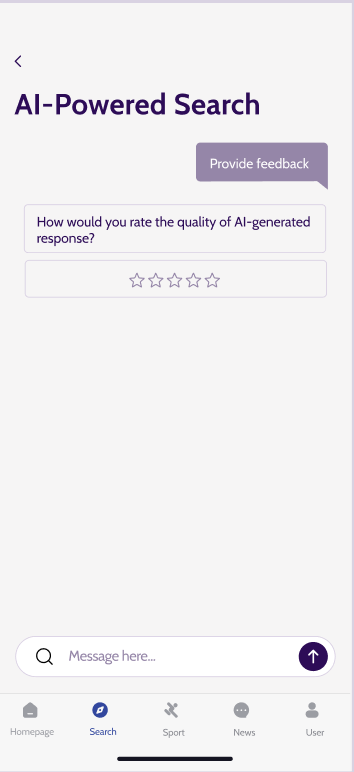 AI-Powered Search
Provide feedback
How would you rate the quality of AI-generated
response?
Message here...
Homepage
Search
Sport
News
User